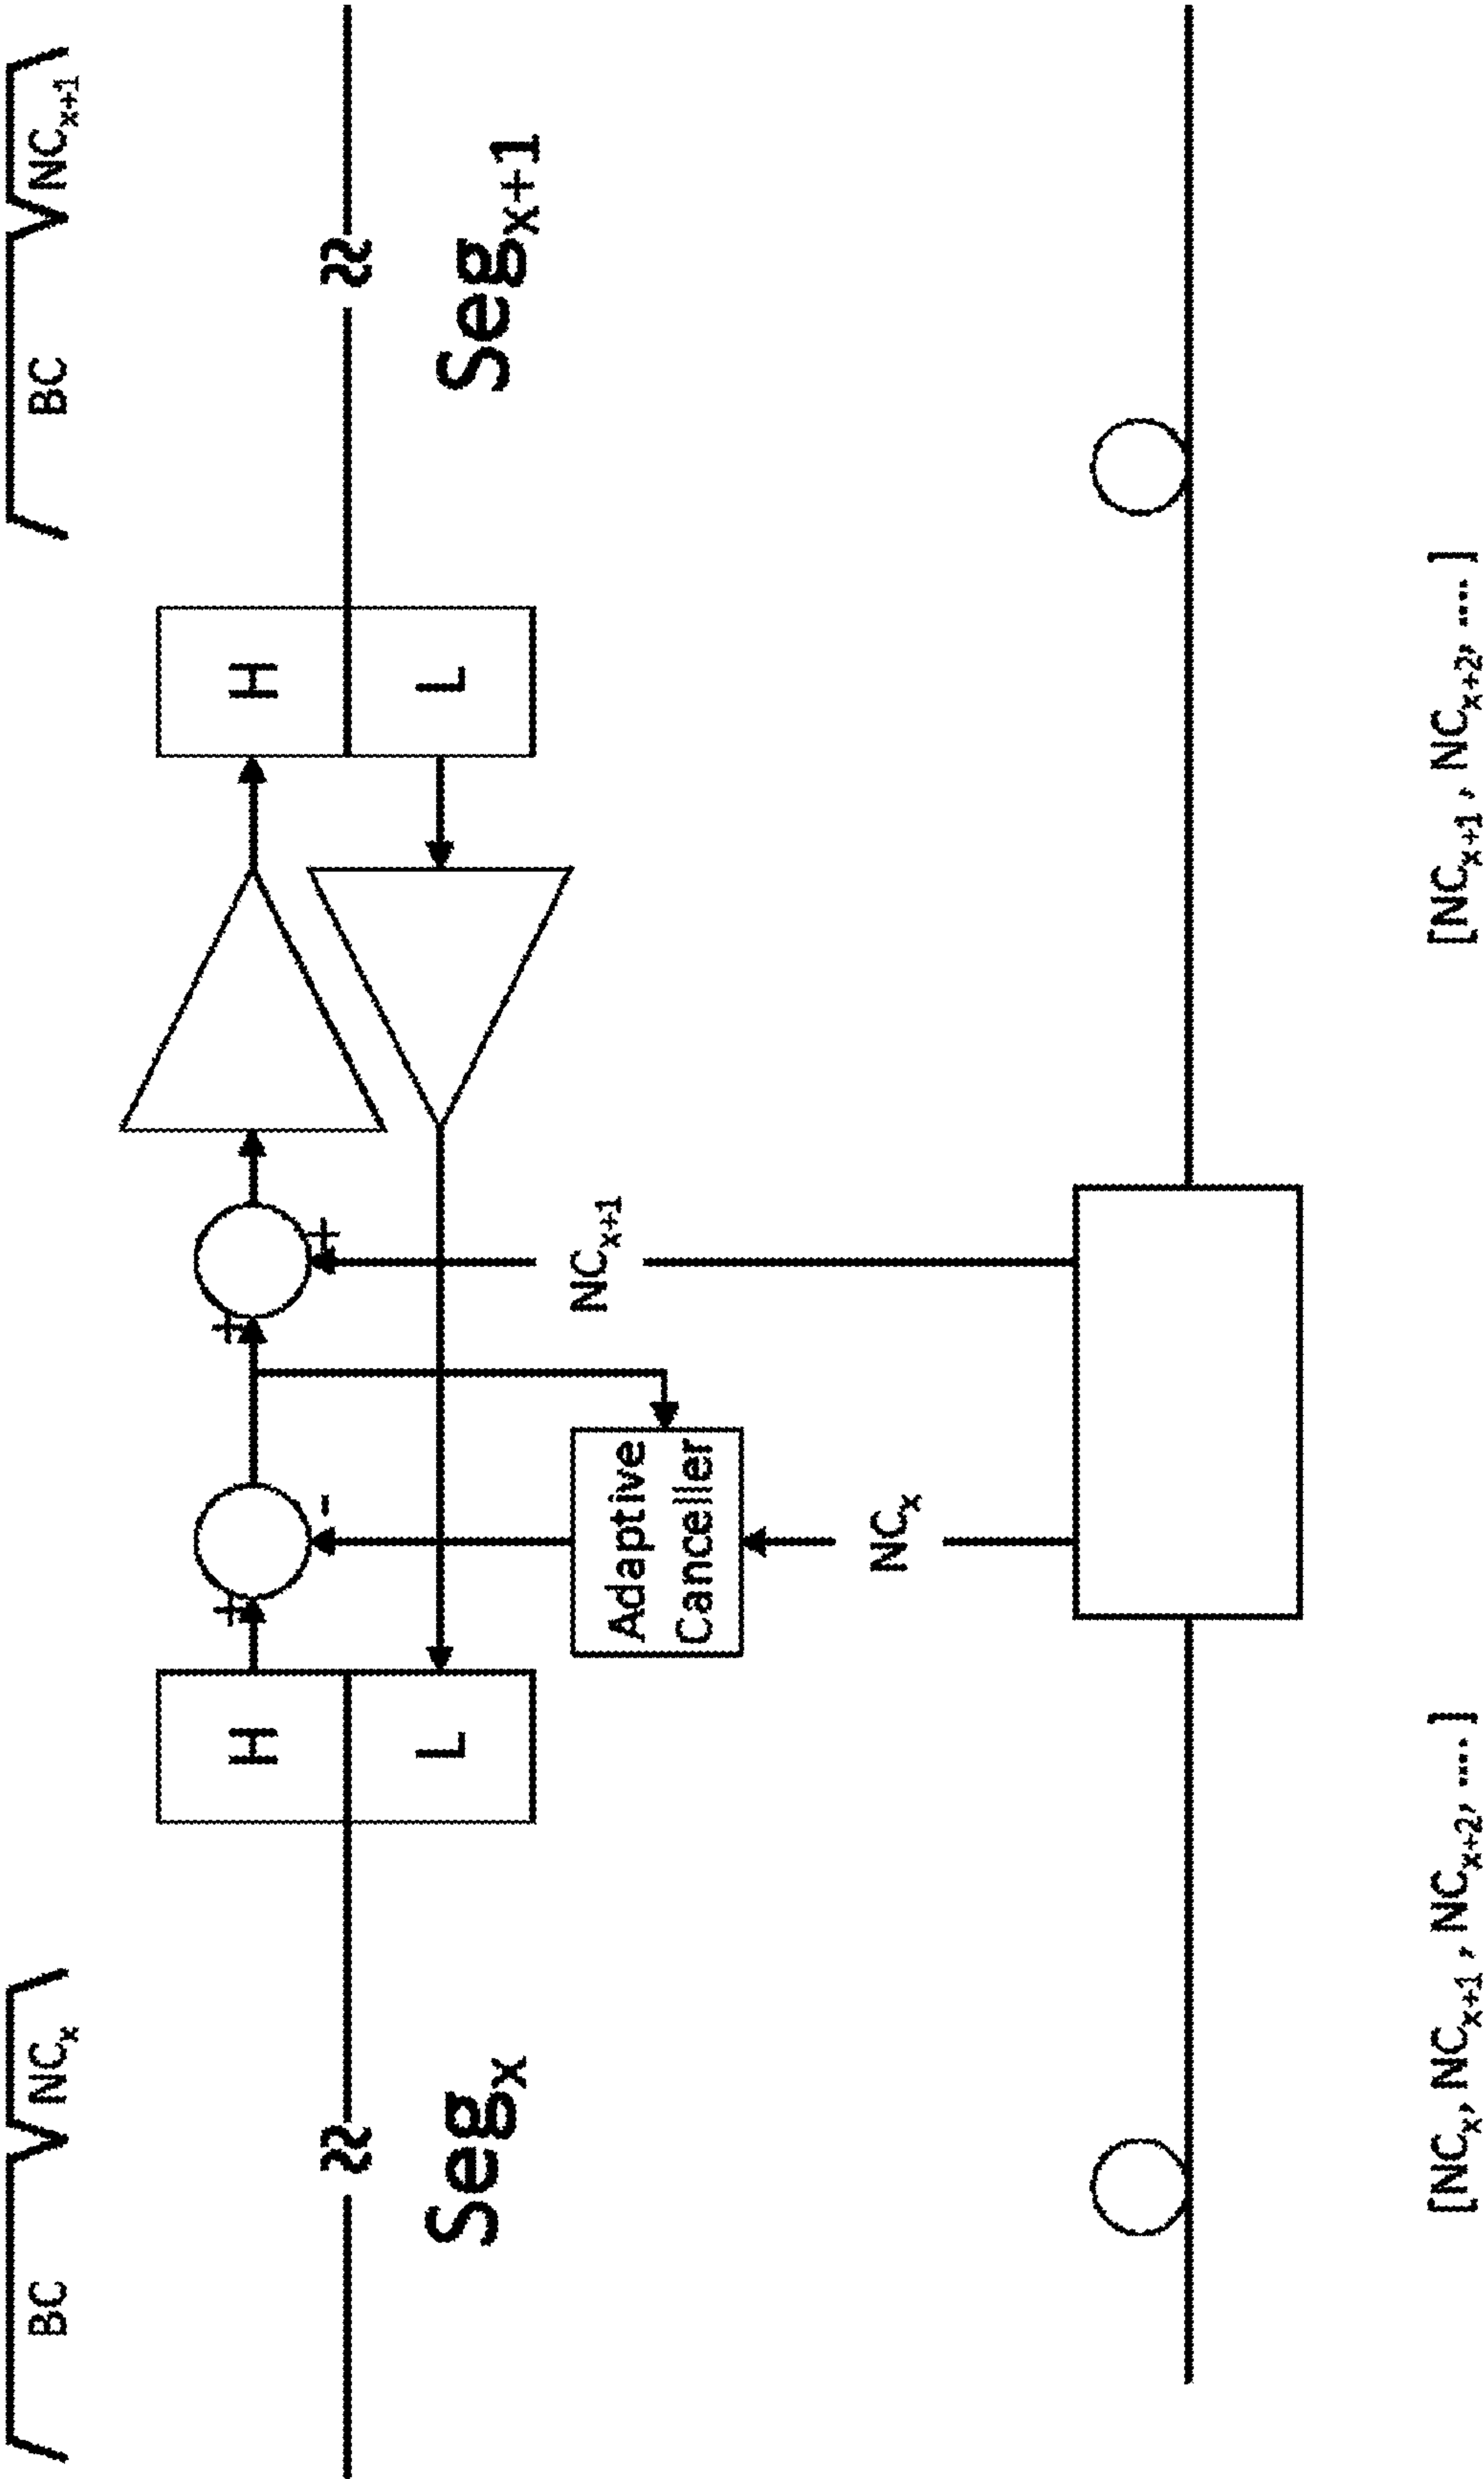 BC NCₓ
BC NCₓ₊₁
H
H
+
-
+
+
L
L
Segₓ
Segₓ₊₁
Adaptive
Canceller
NCₓ₊₁
NCₓ
[NCₓ, NCₓ₊₁ , NCₓ₊₂, .... ]
[NCₓ₊₁ , NCₓ₊₂, .... ]